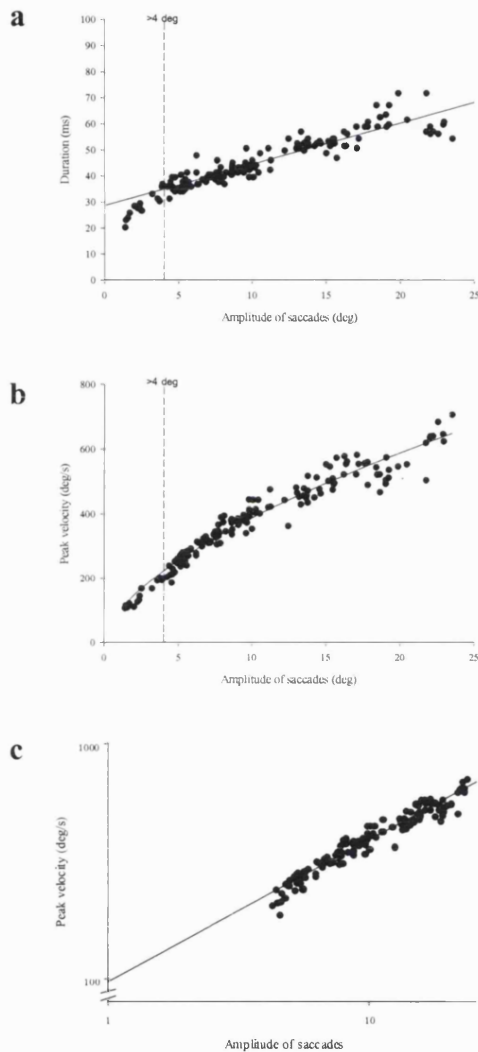 a
>4 deg
100
90
80
70
60
50
40
30
20
10
0
Duration (ms)
0 5 10 15 20 25
Amplitude of saccades (deg)
b
>4 deg
800
600
400
200
0
Peak velocity (deg/s)
0 5 10 15 20 25
Amplitude of saccades (deg)
c
1000
100
Peak velocity (deg/s)
1 10
Amplitude of saccades